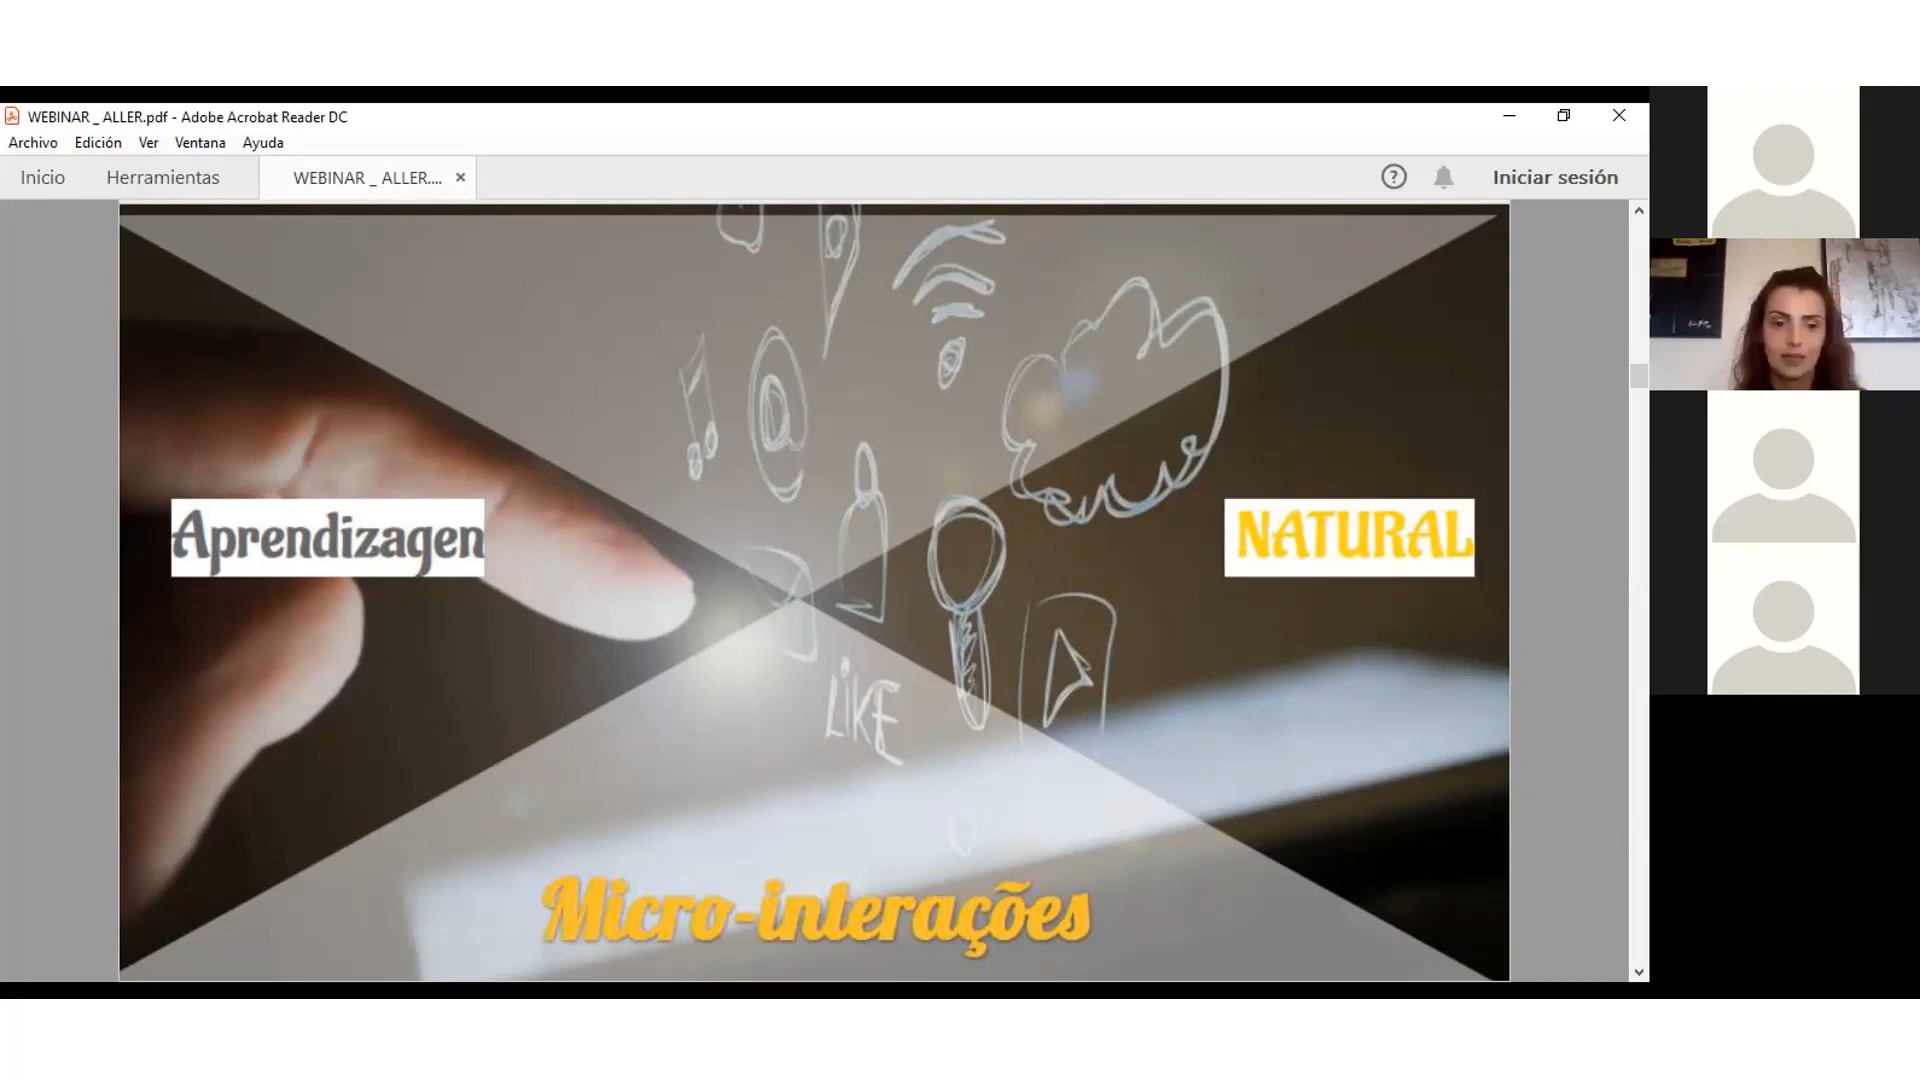 WEBINAR _ ALLER.pdf - Adobe Acrobat Reader DC
Archivo Edición Ver Ventana Ayuda
Inicio Herramientas WEBINAR _ ALLER.... Iniciar sesión
@
Aprendizagen
NATURAL
LIKE
Micro-interações